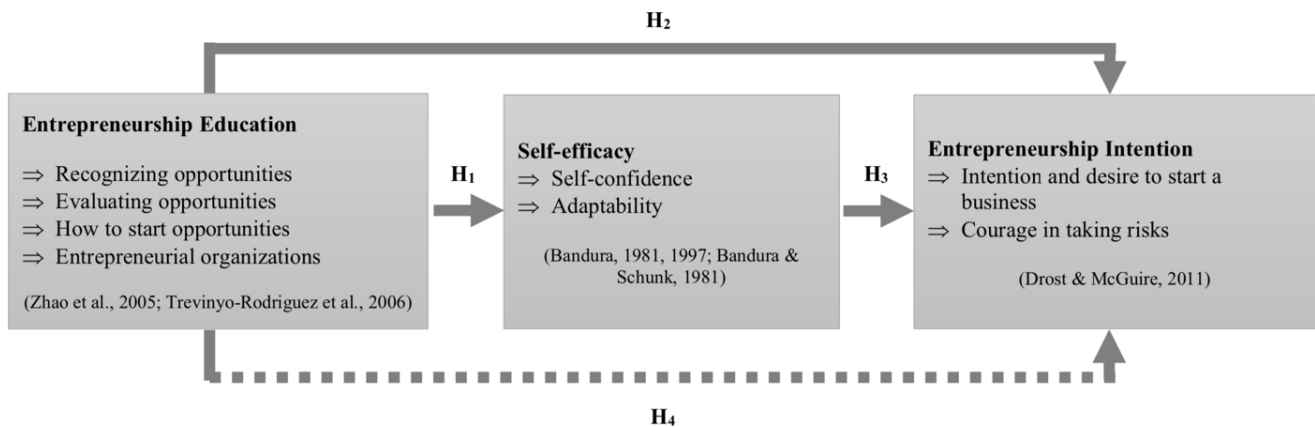 H₂
Entrepreneurship Education
⇒ Recognizing opportunities
⇒ Evaluating opportunities
⇒ How to start opportunities
⇒ Entrepreneurial organizations
(Zhao et al., 2005; Trevinyo-Rodriguez et al., 2006)
H₁
Self-efficacy
⇒ Self-confidence
⇒ Adaptability
(Bandura, 1981, 1997; Bandura &
Schunk, 1981)
H₃
Entrepreneurship Intention
⇒ Intention and desire to start a
business
⇒ Courage in taking risks
(Drost & McGuire, 2011)
H₄